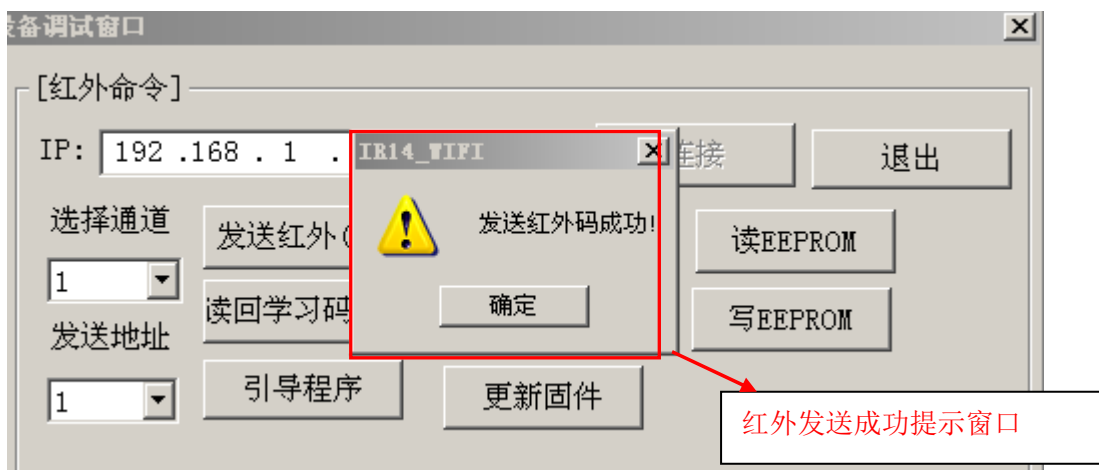 备调试窗口
[红外命令]
IP: 192 .168 . 1 .
IR14_WIFI
连接
退出
选择通道
发送红外(
发送红外码成功!
读EEPROM
1
读回学习码
确定
写EEPROM
发送地址
引导程序
更新固件
1
红外发送成功提示窗口